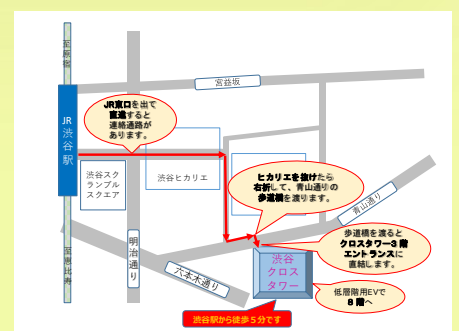 至原宿
宮益坂
JR東口を出て
直進すると
連絡通路が
あります。
JR
渋谷駅
渋谷スク
ランブル
スクエア
渋谷ヒカリエ
ヒカリエを抜けたら
右折して、青山通りの
歩道橋を渡ります。
青山通り
歩道橋を渡ると
クロスタワー3 階
エントランスに
直結します。
至恵比寿
明治通り
六本木通り
渋谷
クロス
タワー
低層階用EVで
8 階へ
渋谷駅から徒歩５分です